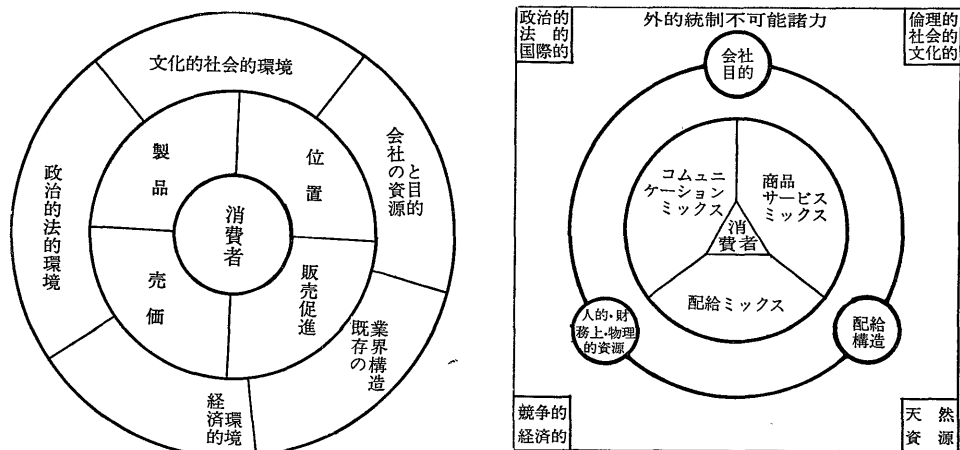 文化的社会的環境
政治的法的環境
会社の資源
と目的
製品
位置
消費者
売価
販売促進
既存の
業界構造
経済的
環境
政治的
法的
国際的
外的統制不可能諸力
倫理的
社会的
文化的
会社
目的
コムュニ
ケーション
ミックス
商品
サービス
ミックス
消
費者
配給ミックス
人的・財
務上・物理
的資源
配給
構造
競争的
経済的
天然
資源